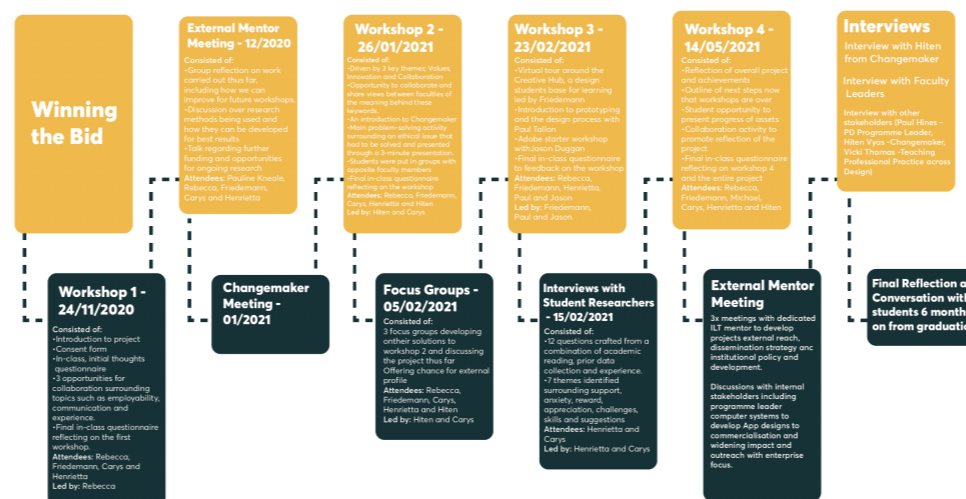 Winning
the Bid
Workshop 1 -
24/11/2020
Consisted of:
•Introduction to project
•Consent form
•In-class, initial thoughts
questionnaire
•3 opportunities for
collaboration surrounding
topics such as employability,
communication and
experience.
•Final in-class questionnaire
reflecting on the first
workshop.
Attendees: Rebecca,
Friedemann, Carys and
Henrietta
Led by: Rebecca
External Mentor
Meeting - 12/2020
Consisted of:
•Group reflection on work
carried out thus far,
including how we can
improve for future workshops.
•Discussion over research
methods being used and
how they can be developed
for best results
•Talk regarding further
funding and opportunities
for ongoing research
Attendees: Pauline Kneale,
Rebecca, Friedemann,
Carys and Henrietta
Changemaker
Meeting -
01/2021
Workshop 2 -
26/01/2021
Consisted of:
•Driven by 3 key themes; Values,
Innovation and Collaboration
•Opportunity to collaborate and
share views between faculties of
the meaning behind these
keywords.
•An introduction to Changemaker
•Main problem-solving activity
surrounding an ethical issue that
had to be solved and presented
through a 3-minute presentation.
•Students were put in groups with
opposite faculty members
•Final in-class questionnaire
reflecting on the workshop
Attendees: Rebecca, Friedemann,
Carys, Henrietta and Hiten
Led by: Hiten and Carys
Focus Groups -
05/02/2021
Consisted of:
3 focus groups developing
ontheir solutions to
workshop 2 and discussing
the project thus far
Offering chance for external
profile
Attendees: Rebecca,
Friedemann, Carys,
Henrietta and Hiten
Led by: Hiten and Carys
Workshop 3 -
23/02/2021
Consisted of:
•Virtual tour around the
Creative Hub, a design
students base for learning
led by Friedemann
•Introduction to prototyping
and the design process with
Paul Tallon
•Adobe starter workshop
withJason Duggan
•Final in-class questionnaire
to feedback on the workshop
Attendees: Rebecca,
Friedemann, Henrietta,
Paul and Jason
Led by: Friedemann,
Paul and Jason
Interviews with
Student Researchers
- 15/02/2021
Consisted of:
•12 questions crafted from a
combination of academic
reading, prior data
collection and experience.
•7 themes identified
surrounding support,
anxiety, reward,
appreciation, challenges,
skills and suggestions
Attendees: Henrietta and
Carys
Led by: Henrietta and Carys
Workshop 4 -
14/05/2021
Consisted of:
•Reflection of overall project
and achievements
•Outline of next steps now
that workshops are over
•Student opportunity to
present progress of assets
•Collaboration activity to
promote reflection of the
project
•Final in-class questionnaire
reflecting on workshop 4
and the entire project
Attendees: Rebecca,
Friedemann, Michael,
Carys, Henrietta and Hiten
External Mentor
Meeting
3x meetings with dedicated
ILT mentor to develop
projects external reach,
dissemination strategy anc
institutional policy and
development.
Discussions with internal
stakeholders including
programme leader
computer systems to
develop App designs to
commercialisation and
widening impact and
outreach with enterprise
focus.
Interviews
Interview with Hiten
from Changemaker
Interview with Faculty
Leaders
Interview with other
stakeholders (Paul Hines -
PD Programme Leader,
Hiten Vyas -Changemaker,
Vicki Thomas -Teaching
Professional Practice across
Design)
Final Reflection a
Conversation with
students 6 month
on from graduatio